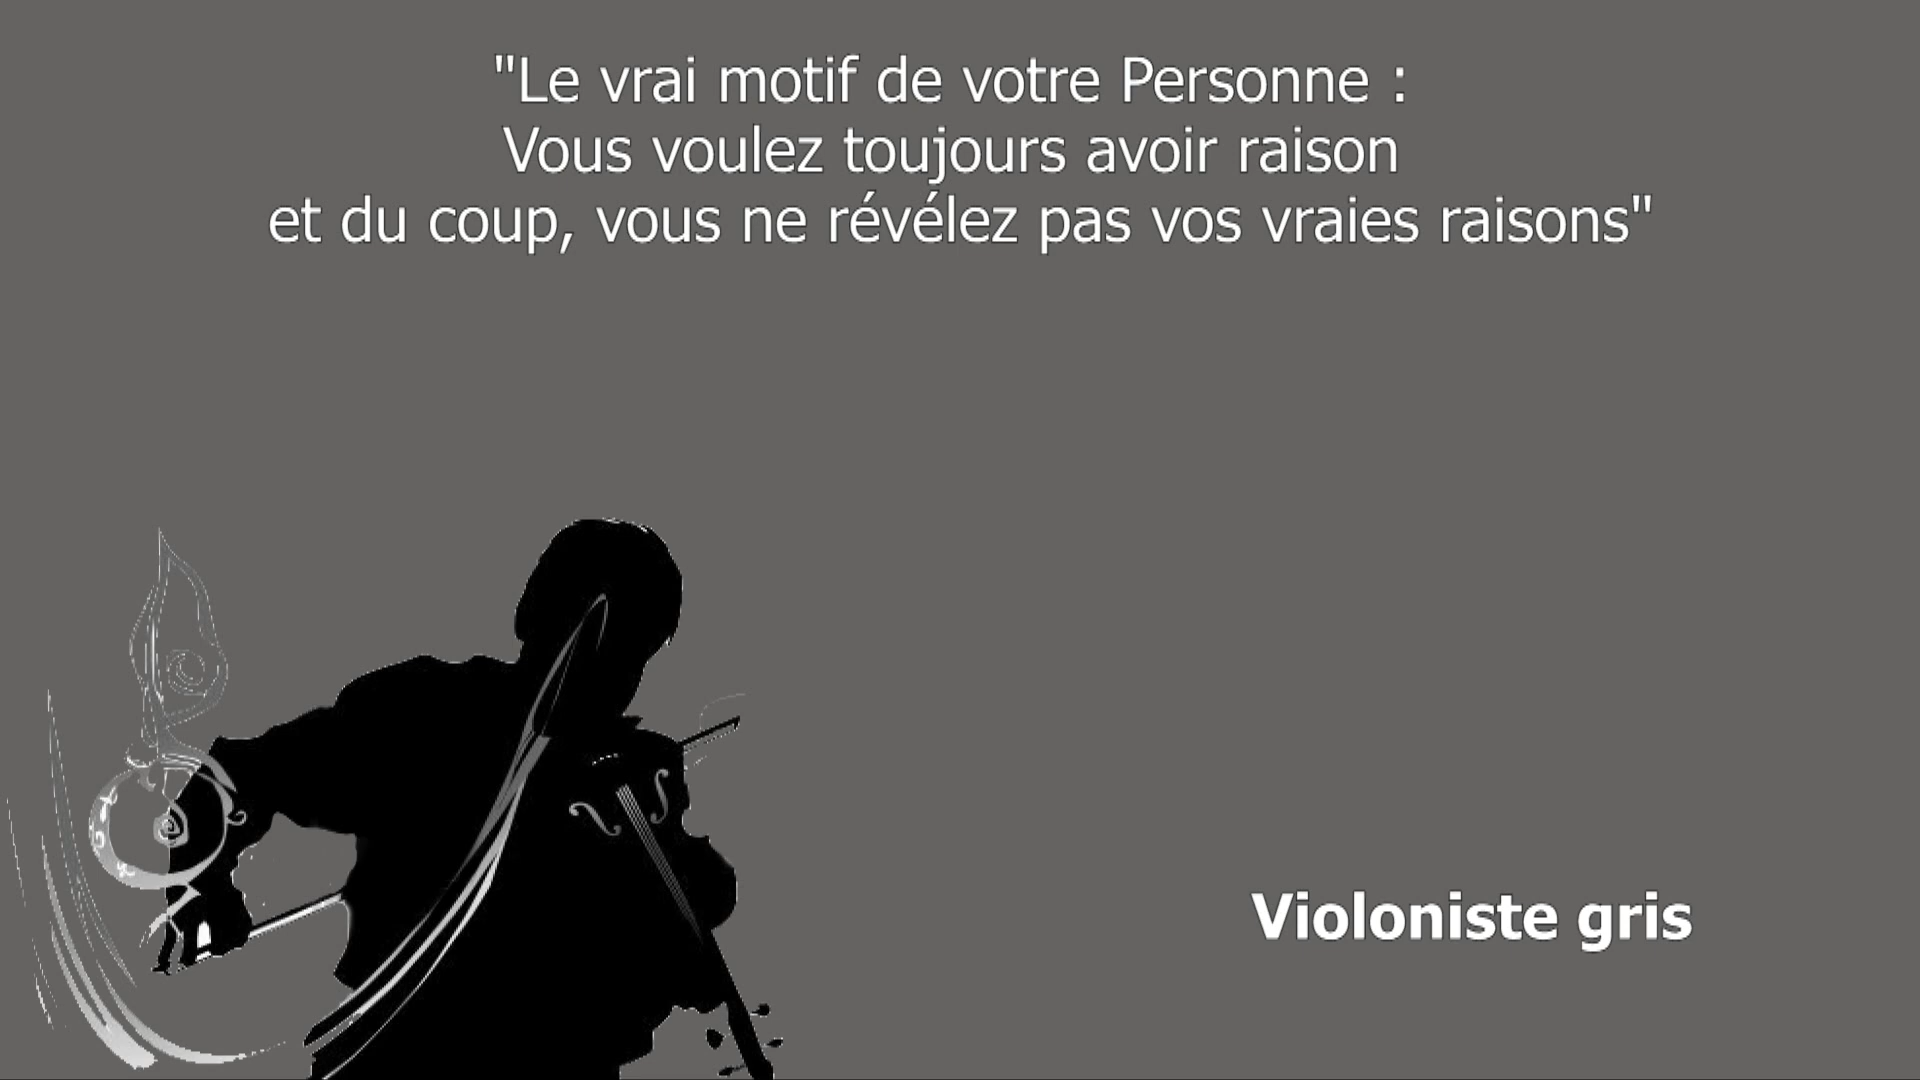 "Le vrai motif de votre Personne :
Vous voulez toujours avoir raison
et du coup, vous ne révélez pas vos vraies raisons"
Violoniste gris